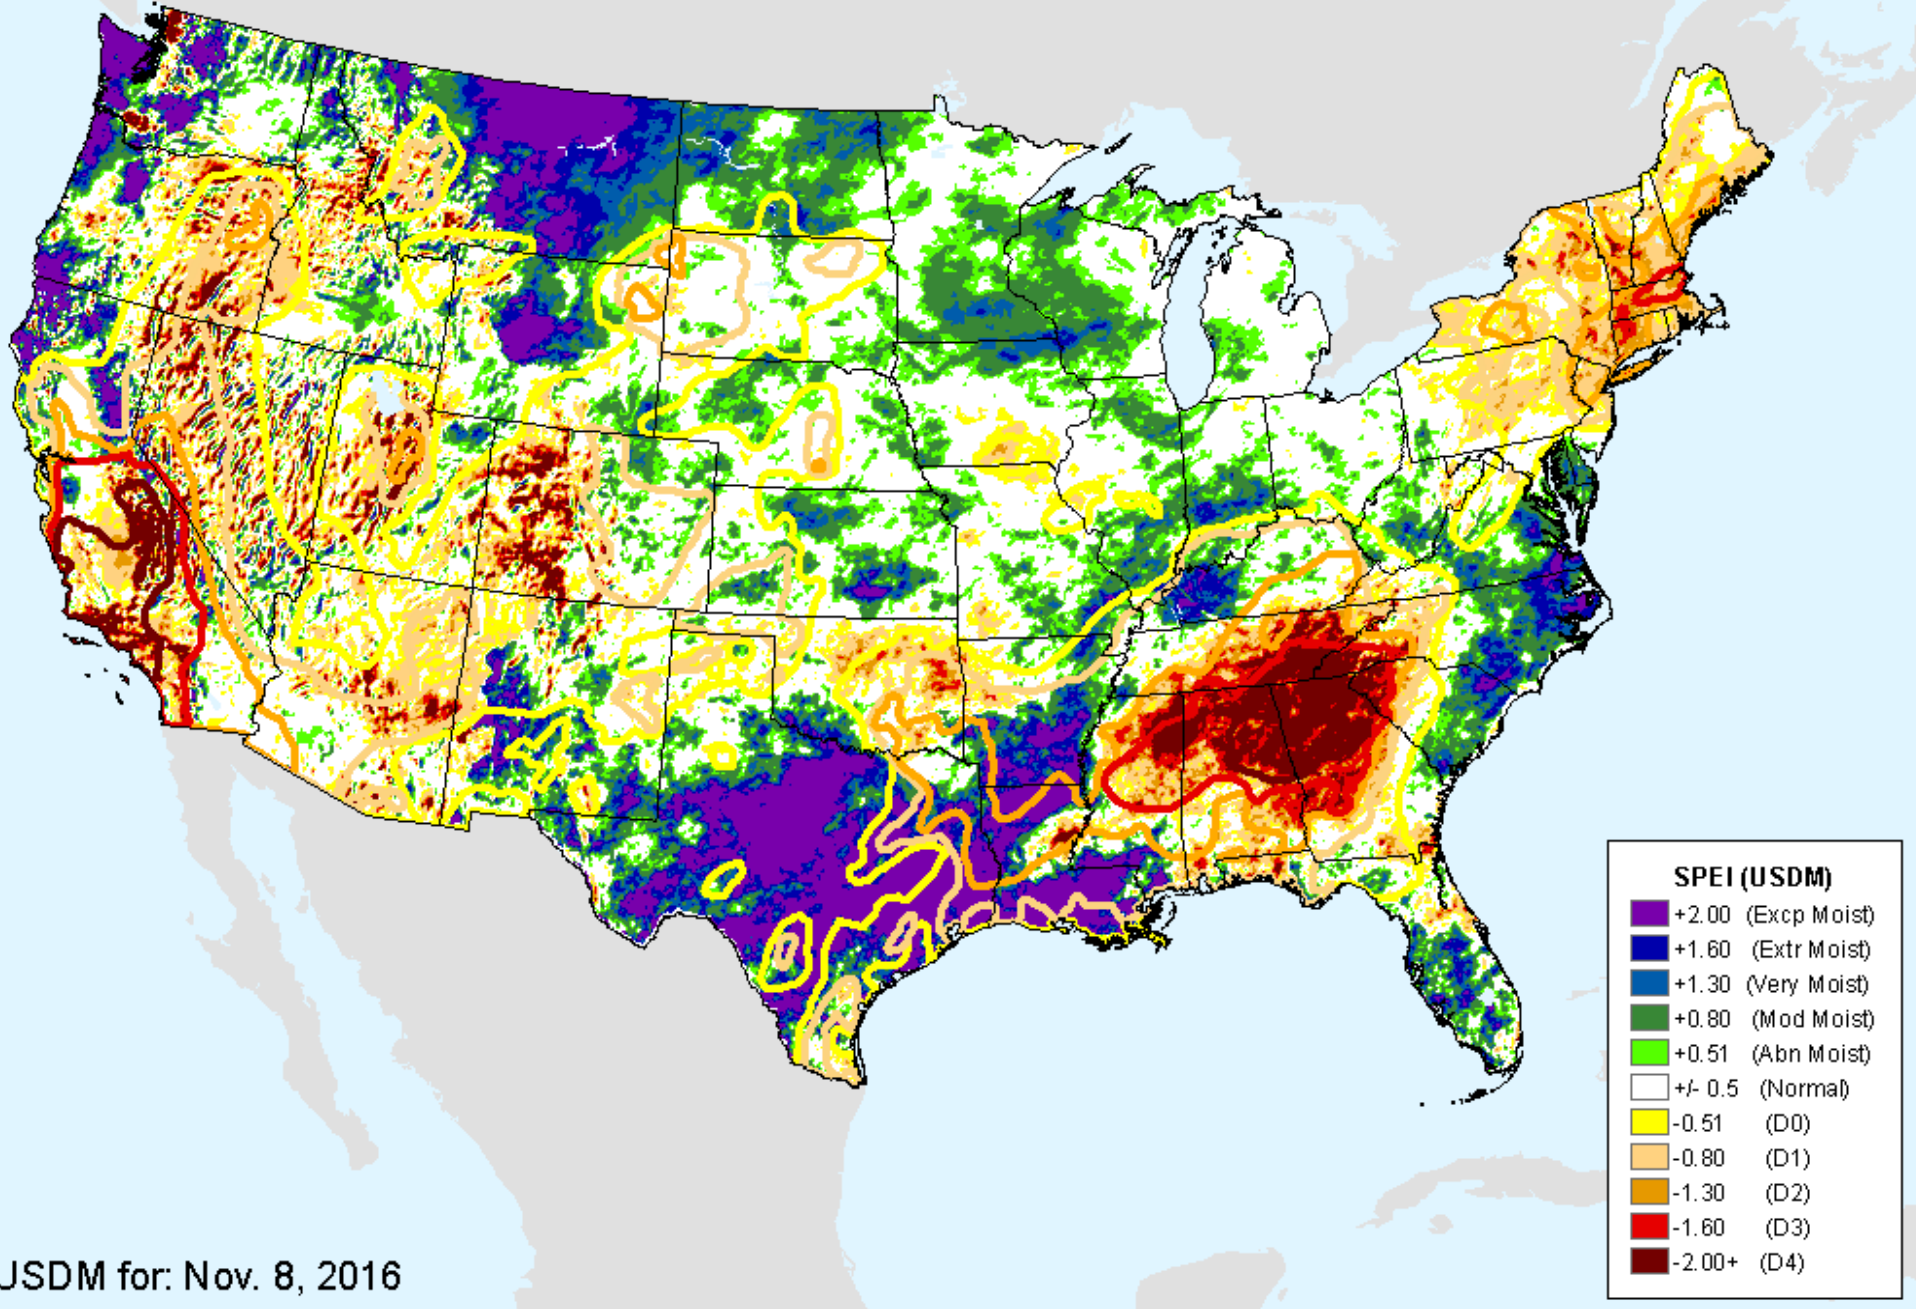 SPEI (USDM)
+2.00 (Excp Moist)
+1.60 (Extr Moist)
+1.30 (Very Moist)
+0.80 (Mod Moist)
+0.51 (Abn Moist)
+/- 0.5 (Normal)
-0.51 (D0)
-0.80 (D1)
-1.30 (D2)
-1.60 (D3)
-2.00+ (D4)
USDM for: Nov. 8, 2016